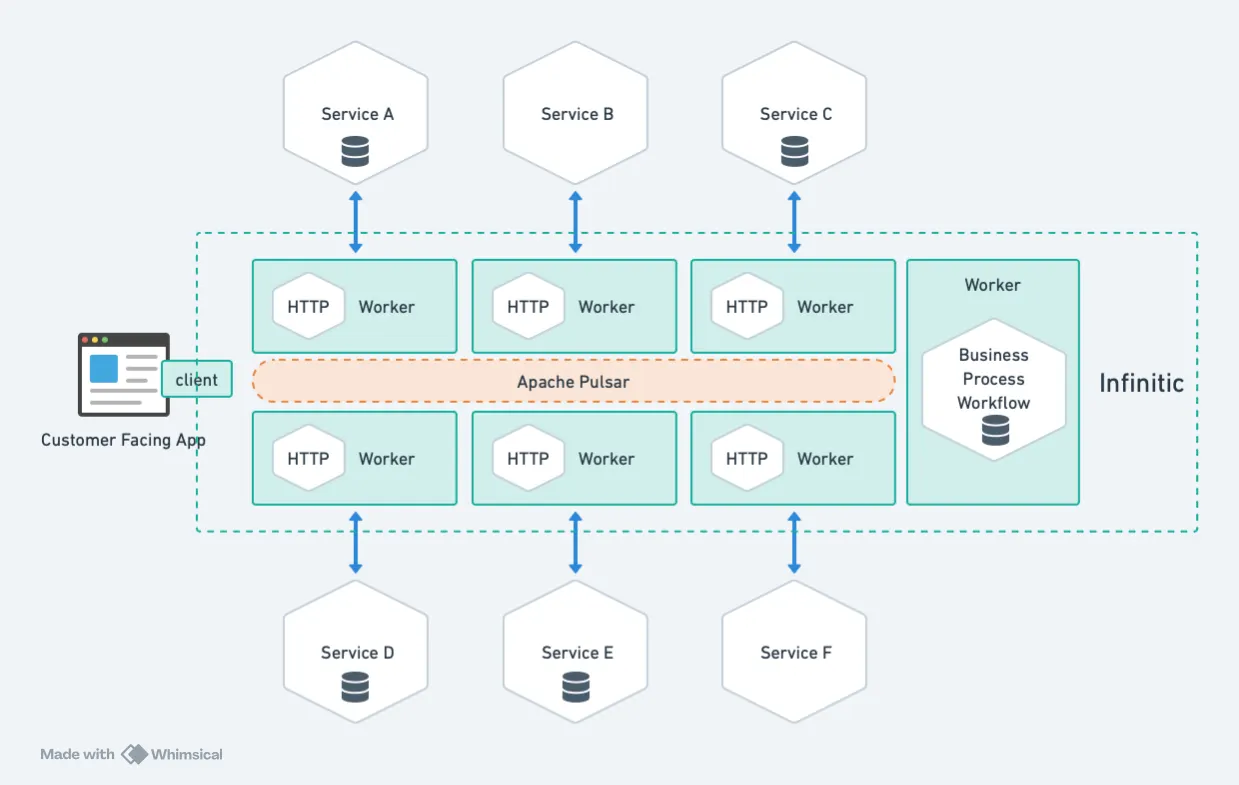 Service A
Service B
Service C
HTTP Worker
HTTP Worker
HTTP Worker
Worker
Business
Process
Workflow
Infinitic
client
Customer Facing App
Apache Pulsar
HTTP Worker
HTTP Worker
HTTP Worker
Service D
Service E
Service F
Made with Whimsical